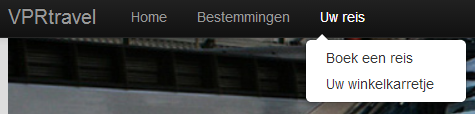 VPRtravel Home Bestemmingen Uw reis
Boek een reis
Uw winkelkarretje